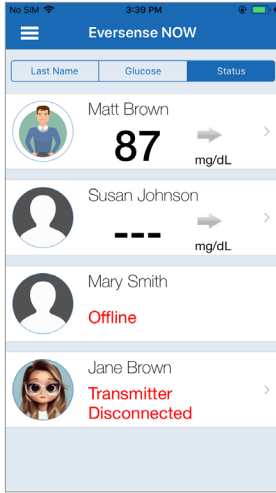 No SIM 3:39 PM
Eversense NOW
Last Name Glucose Status
Matt Brown
87
mg/dL
Susan Johnson
---
mg/dL
Mary Smith
Offline
Jane Brown
Transmitter
Disconnected